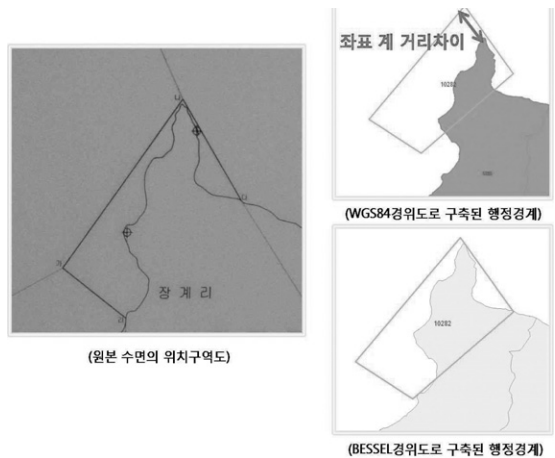 좌표 계 거리차이
10282
(WGS84경위도로 구축된 행정경계)
장 계 리
(원본 수면의 위치구역도)
10282
(BESSEL경위도로 구축된 행정경계)